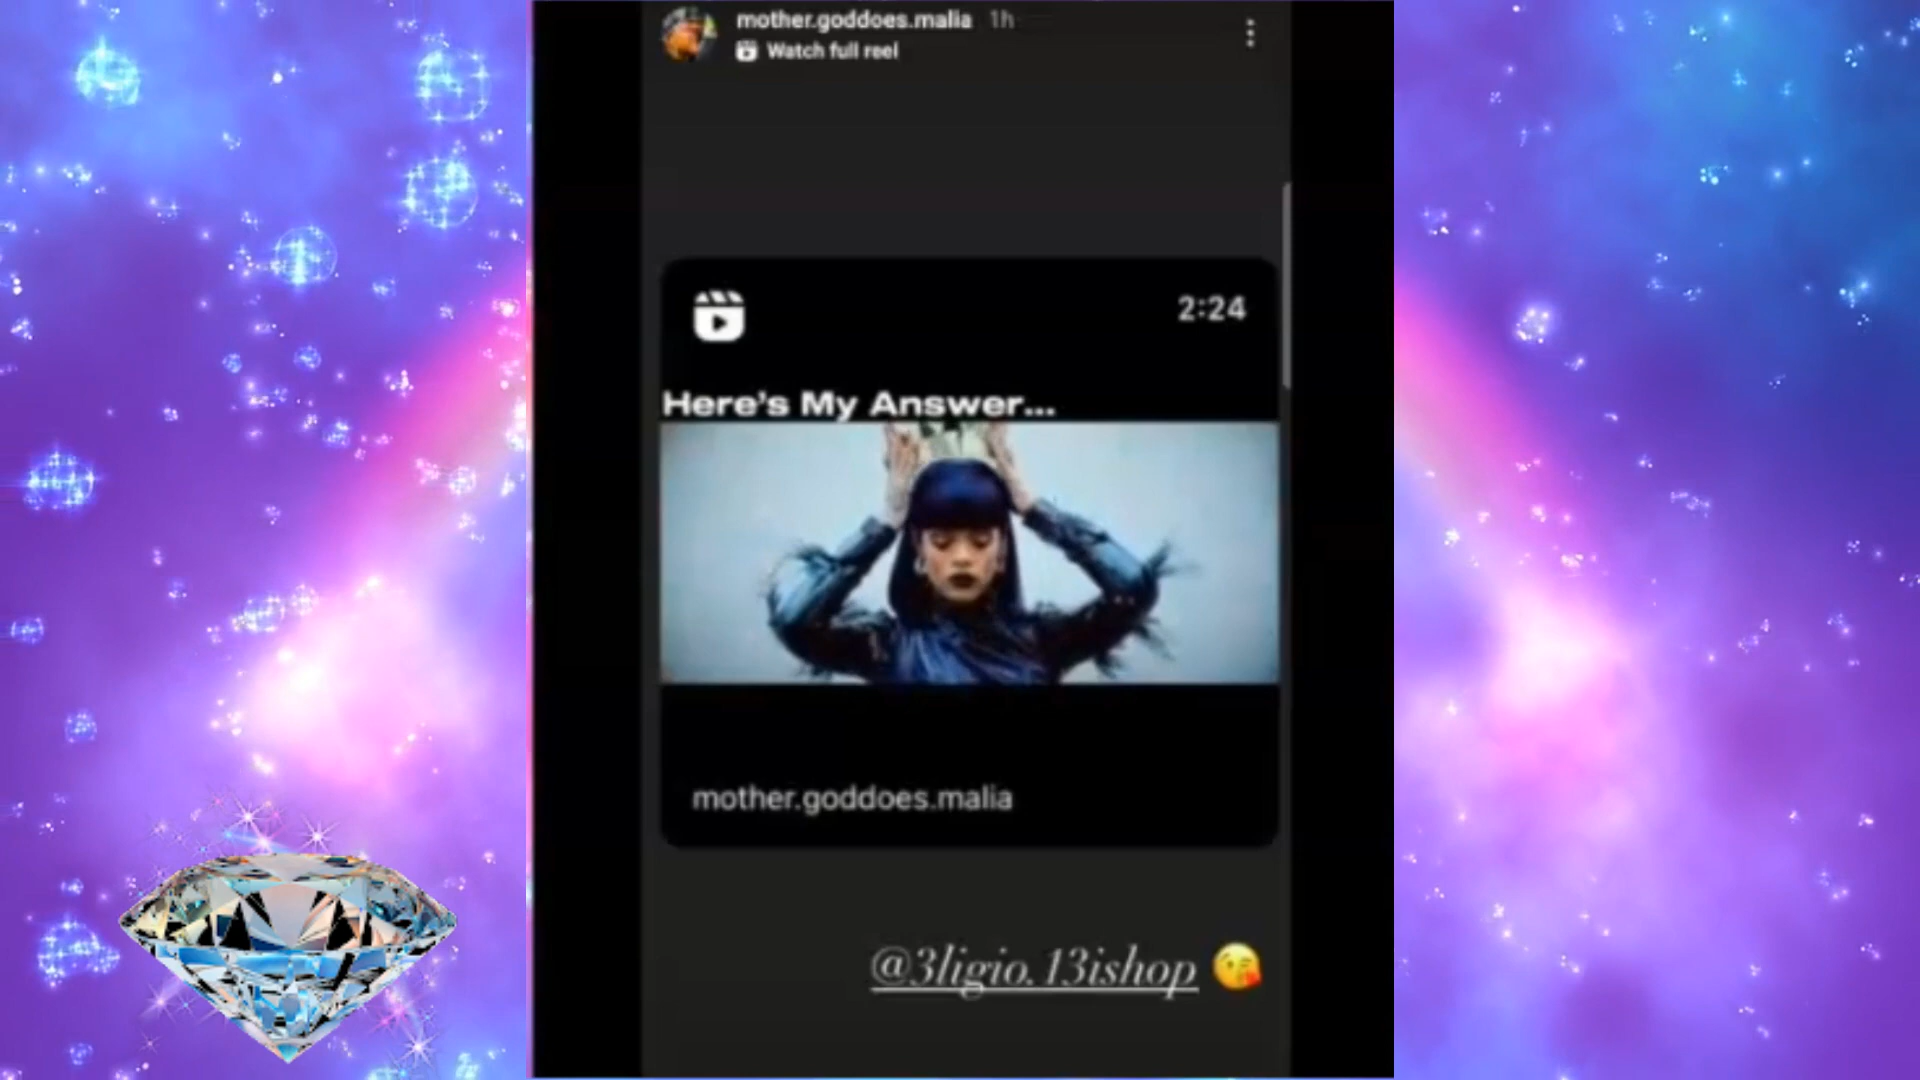 mother.goddoes.malia 1h
Watch full reel
2:24
Here's My Answer...
mother.goddoes.malia
@3ligio.13ishop 😘